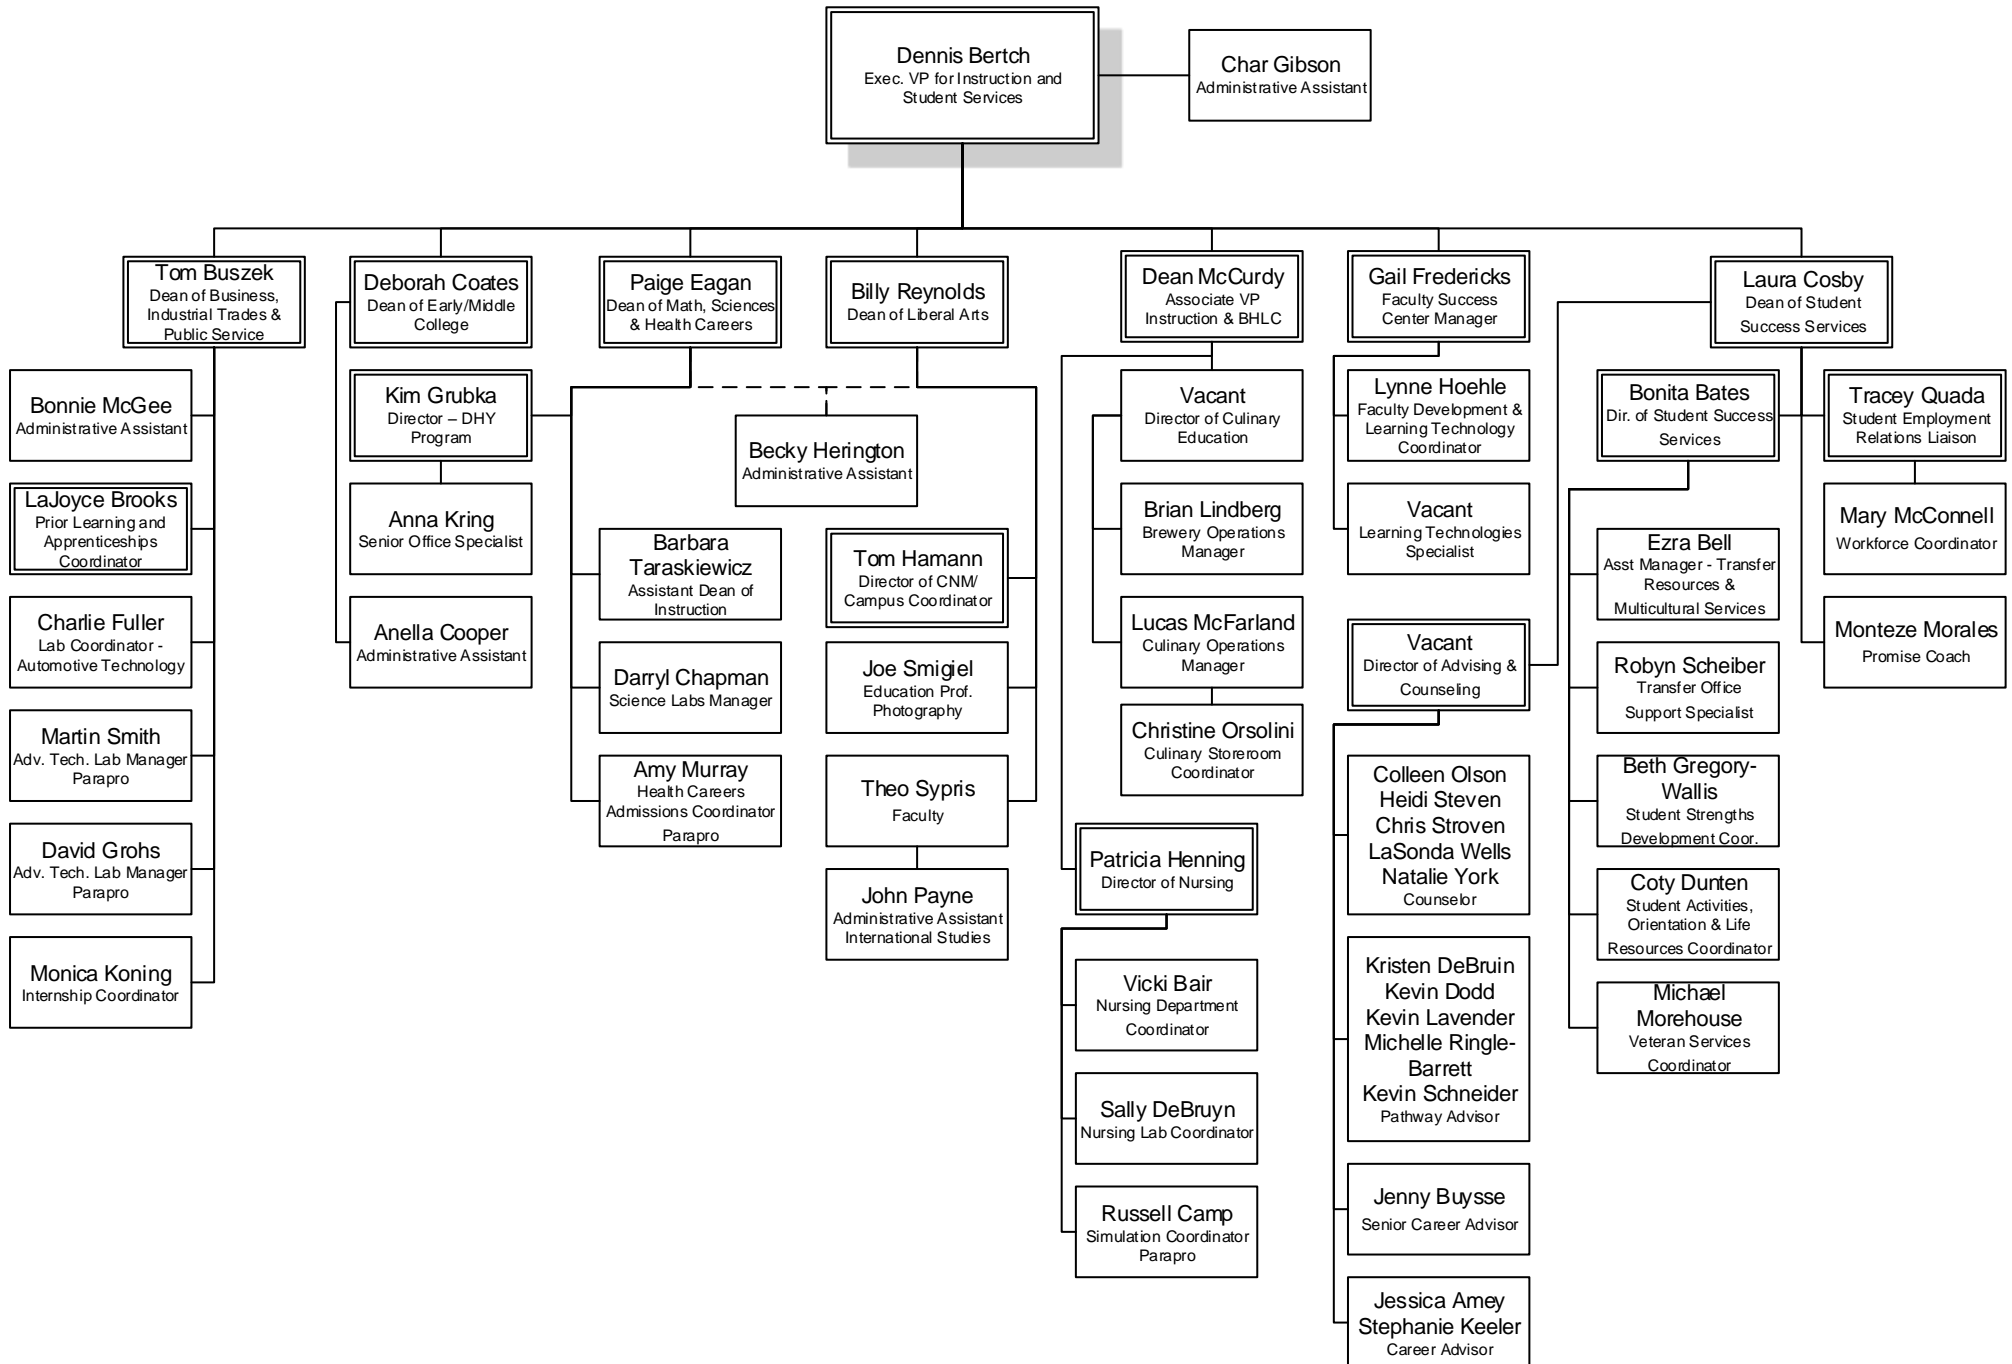 Dennis Bertch
Exec. VP for Instruction and
Student Services
Char Gibson
Administrative Assistant
Tom Buszek
Dean of Business,
Industrial Trades &
Public Service
Bonnie McGee
Administrative Assistant
LaJoyce Brooks
Prior Learning and
Apprenticeships
Coordinator
Charlie Fuller
Lab Coordinator -
Automotive Technology
Martin Smith
Adv. Tech. Lab Manager
Parapro
David Grohs
Adv. Tech. Lab Manager
Parapro
Monica Koning
Internship Coordinator
Deborah Coates
Dean of Early/Middle
College
Kim Grubka
Director – DHY
Program
Anna Kring
Senior Office Specialist
Anella Cooper
Administrative Assistant
Paige Eagan
Dean of Math, Sciences
& Health Careers
Becky Herington
Administrative Assistant
Barbara
Taraskiewicz
Assistant Dean of
Instruction
Darryl Chapman
Science Labs Manager
Amy Murray
Health Careers
Admissions Coordinator
Parapro
Billy Reynolds
Dean of Liberal Arts
Tom Hamann
Director of CNM/
Campus Coordinator
Joe Smigiel
Education Prof.
Photography
Theo Sypris
Faculty
John Payne
Administrative Assistant
International Studies
Dean McCurdy
Associate VP
Instruction & BHLC
Vacant
Director of Culinary
Education
Brian Lindberg
Brewery Operations
Manager
Lucas McFarland
Culinary Operations
Manager
Christine Orsolini
Culinary Storeroom
Coordinator
Patricia Henning
Director of Nursing
Vicki Bair
Nursing Department
Coordinator
Sally DeBruyn
Nursing Lab Coordinator
Russell Camp
Simulation Coordinator
Parapro
Gail Fredericks
Faculty Success
Center Manager
Lynne Hoehle
Faculty Development &
Learning Technology
Coordinator
Vacant
Learning Technologies
Specialist
Laura Cosby
Dean of Student
Success Services
Vacant
Director of Advising &
Counseling
Colleen Olson
Heidi Steven
Chris Stroven
LaSonda Wells
Natalie York
Counselor
Kristen DeBruin
Kevin Dodd
Kevin Lavender
Michelle Ringle-
Barrett
Kevin Schneider
Pathway Advisor
Jenny Buysse
Senior Career Advisor
Jessica Amey
Stephanie Keeler
Career Advisor
Bonita Bates
Dir. of Student Success
Services
Ezra Bell
Asst Manager - Transfer
Resources &
Multicultural Services
Robyn Scheiber
Transfer Office
Support Specialist
Beth Gregory-
Wallis
Student Strengths
Development Coor.
Coty Dunten
Student Activities,
Orientation & Life
Resources Coordinator
Michael
Morehouse
Veteran Services
Coordinator
Tracey Quada
Student Employment
Relations Liaison
Mary McConnell
Workforce Coordinator
Monteze Morales
Promise Coach